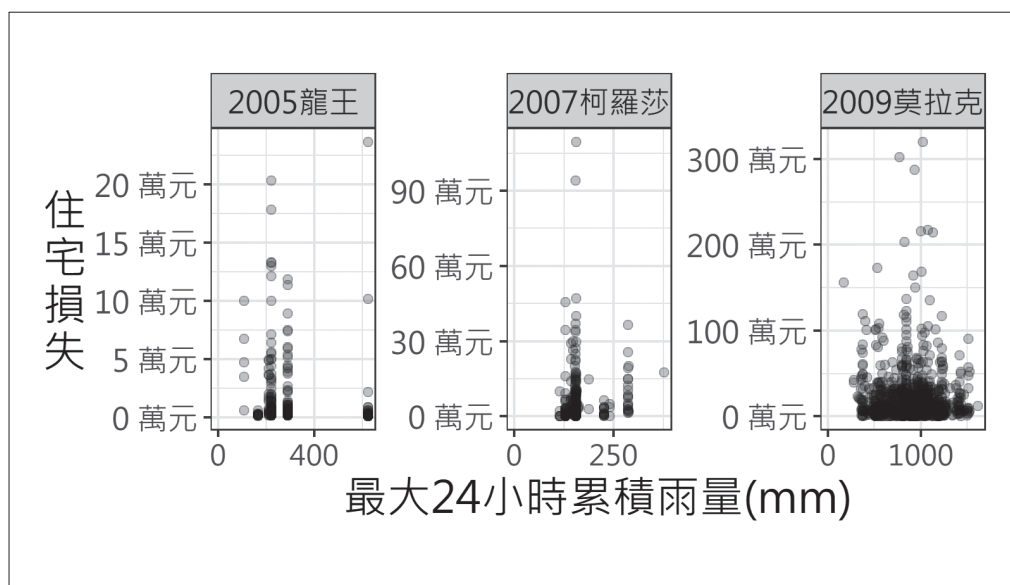 2005龍王
2007柯羅莎
2009莫拉克
住宅損失
20 萬元
15 萬元
10 萬元
5 萬元
0 萬元
90 萬元
60 萬元
30 萬元
0 萬元
300 萬元
200 萬元
100 萬元
0 萬元
0 400
0 250
0 1000
最大24小時累積雨量(mm)